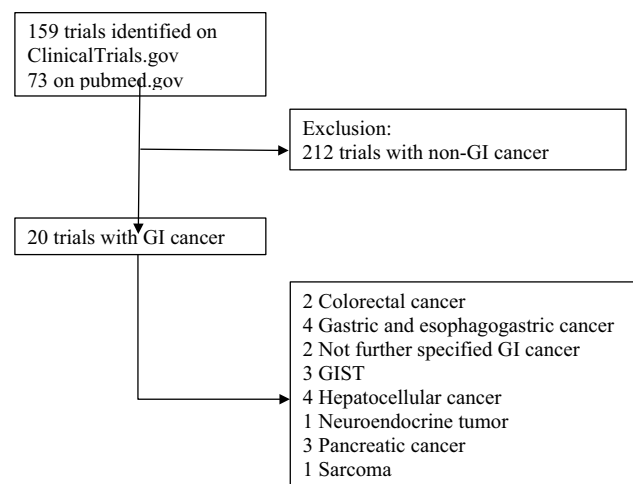 159 trials identified on
ClinicalTrials.gov
73 on pubmed.gov
Exclusion:
212 trials with non-GI cancer
20 trials with GI cancer
2 Colorectal cancer
4 Gastric and esophagogastric cancer
2 Not further specified GI cancer
3 GIST
4 Hepatocellular cancer
1 Neuroendocrine tumor
3 Pancreatic cancer
1 Sarcoma